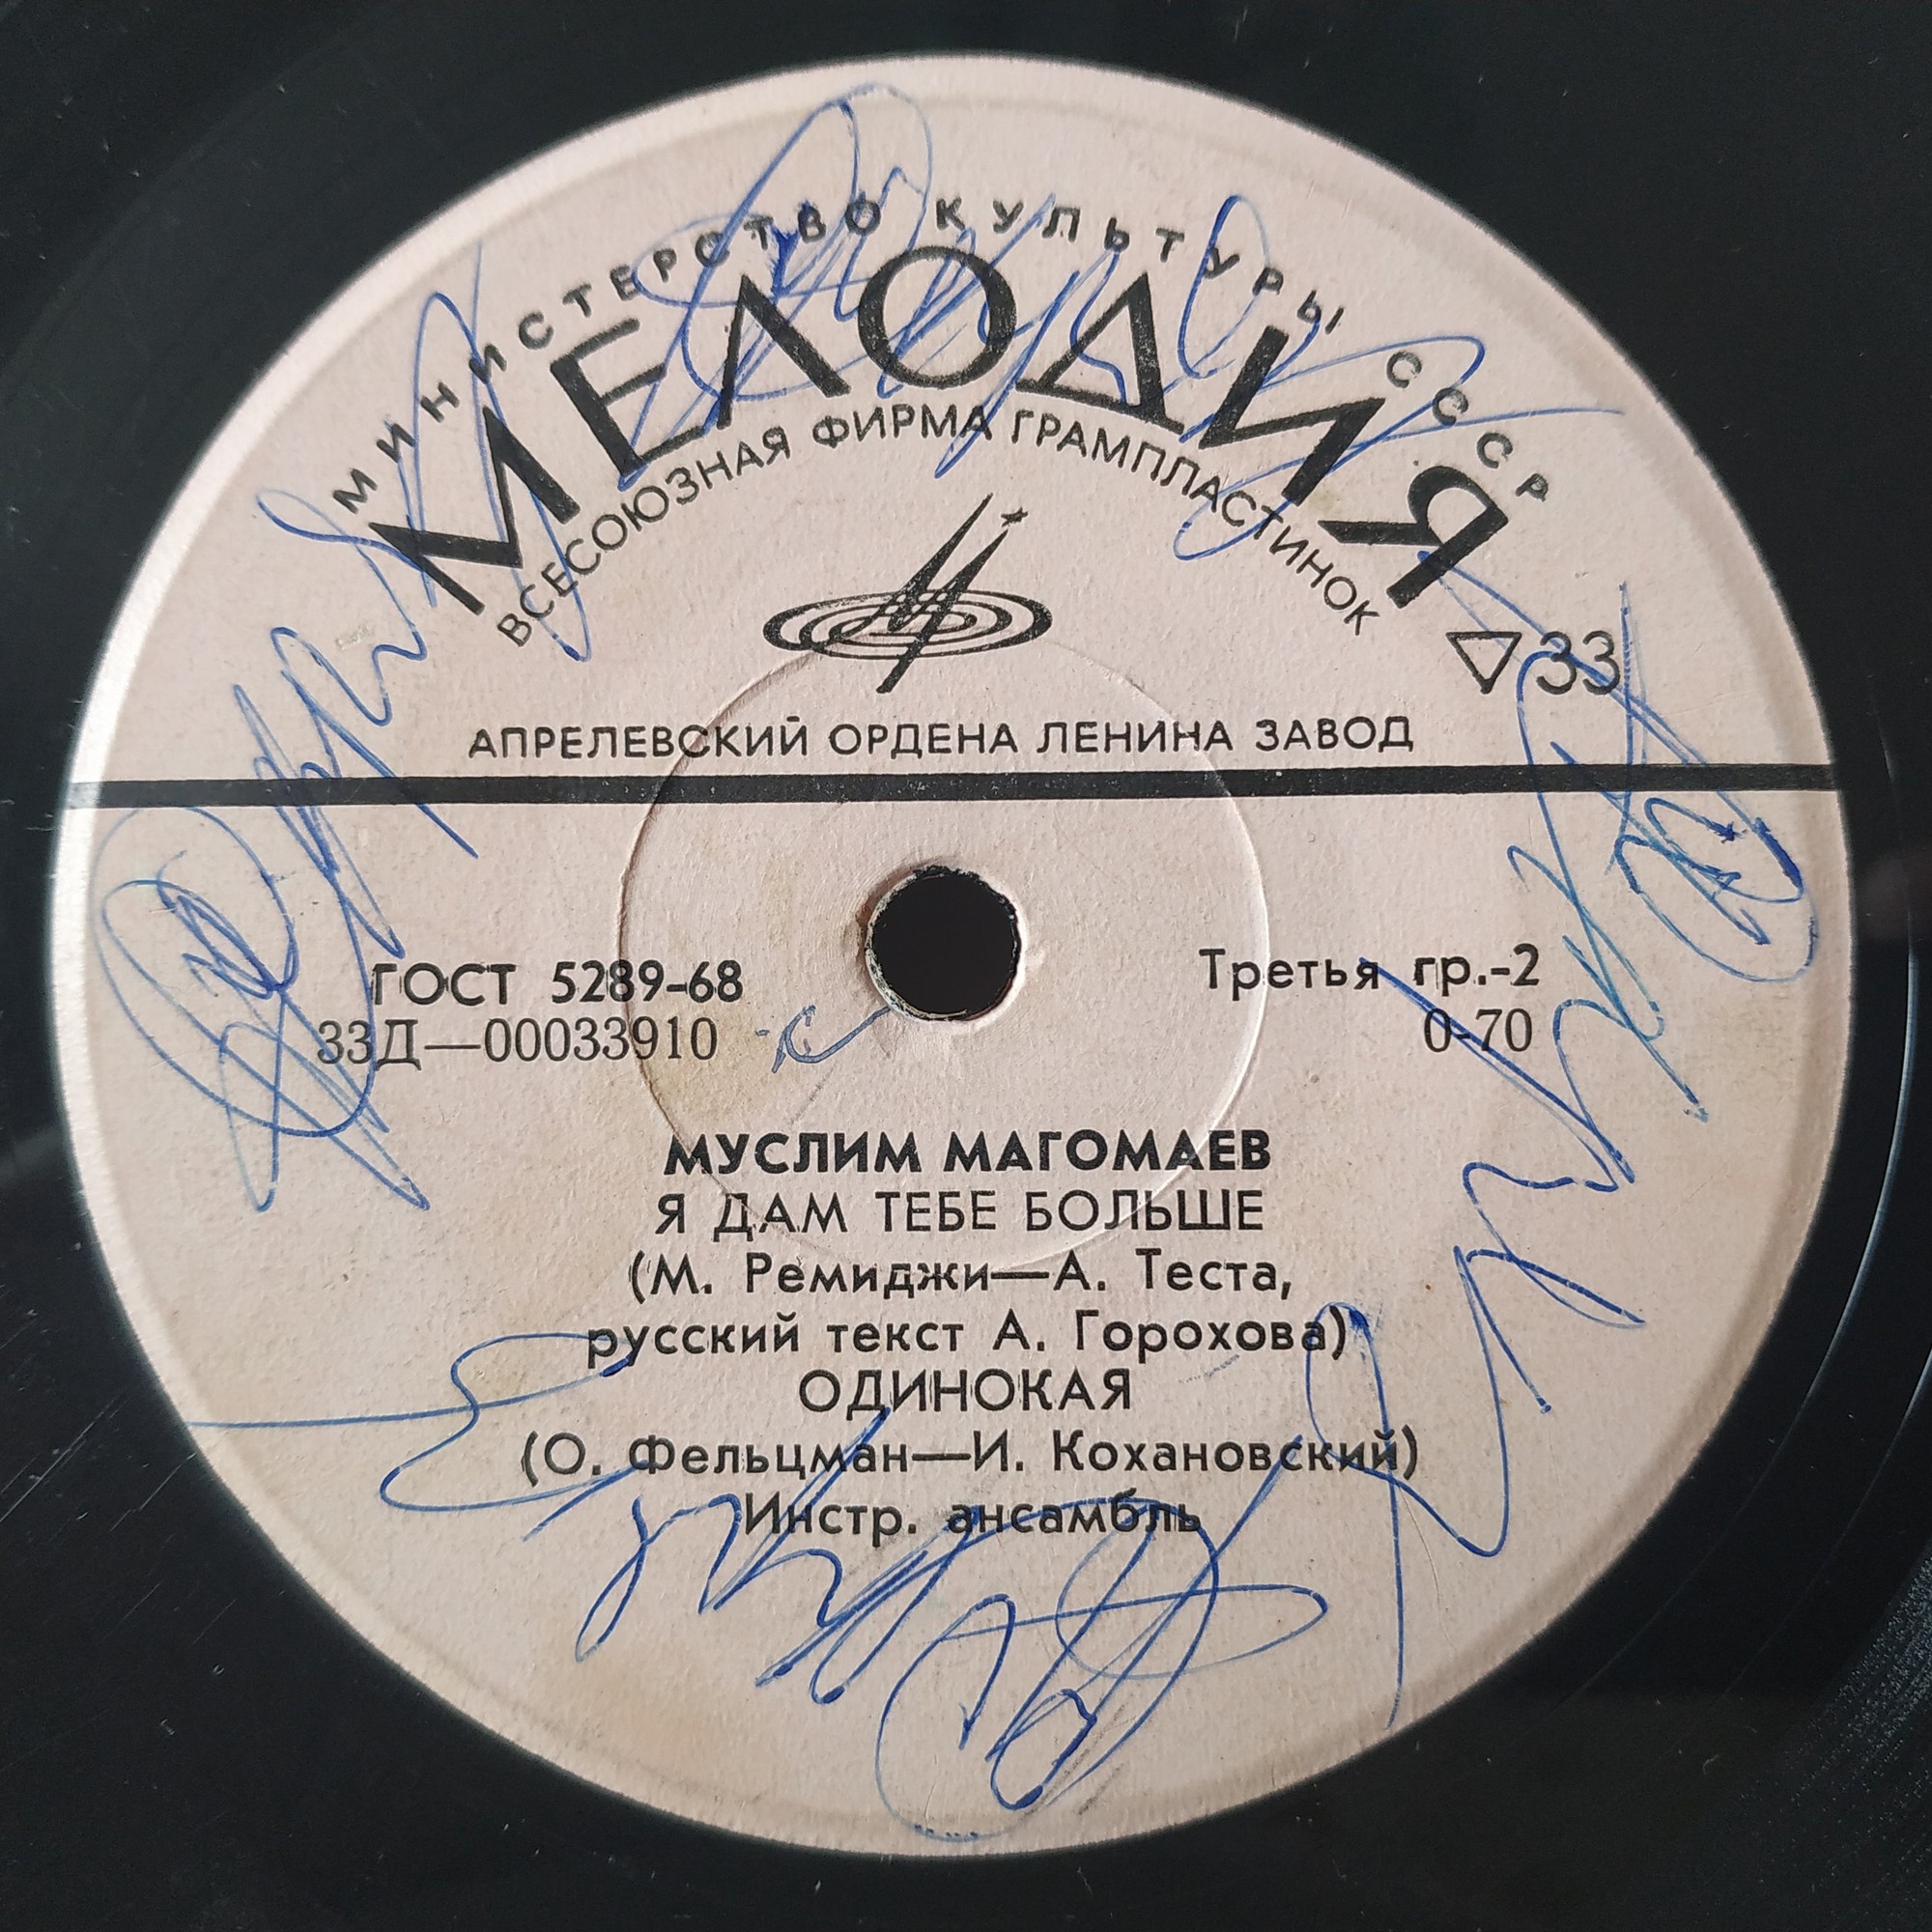 МИНИСТЕРСТВО КУЛЬТУРЫ СССР
МЕЛОДИЯ
ВСЕСОЮЗНАЯ ФИРМА ГРАМПЛАСТИНОК
▽ 33
АПРЕЛЕВСКИЙ ОРДЕНА ЛЕНИНА ЗАВОД
ГОСТ 5289-68 Третья гр.-2
33Д—00033910 0-70
МУСЛИМ МАГОМАЕВ
Я ДАМ ТЕБЕ БОЛЬШЕ
(М. Ремиджи—А. Теста,
русский текст А. Горохова)
ОДИНОКАЯ
(О. Фельцман—И. Кохановский)
Инстр. ансамбль